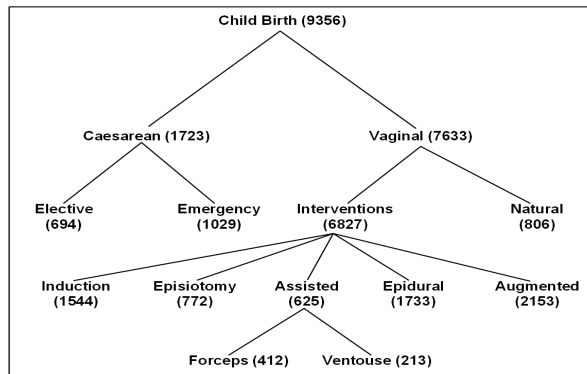 Child Birth (9356)
Caesarean (1723) Vaginal (7633)
Elective Emergency Interventions Natural
(694) (1029) (6827) (806)
Induction Episiotomy Assisted Epidural Augmented
(1544) (772) (625) (1733) (2153)
Forceps (412) Ventouse (213)